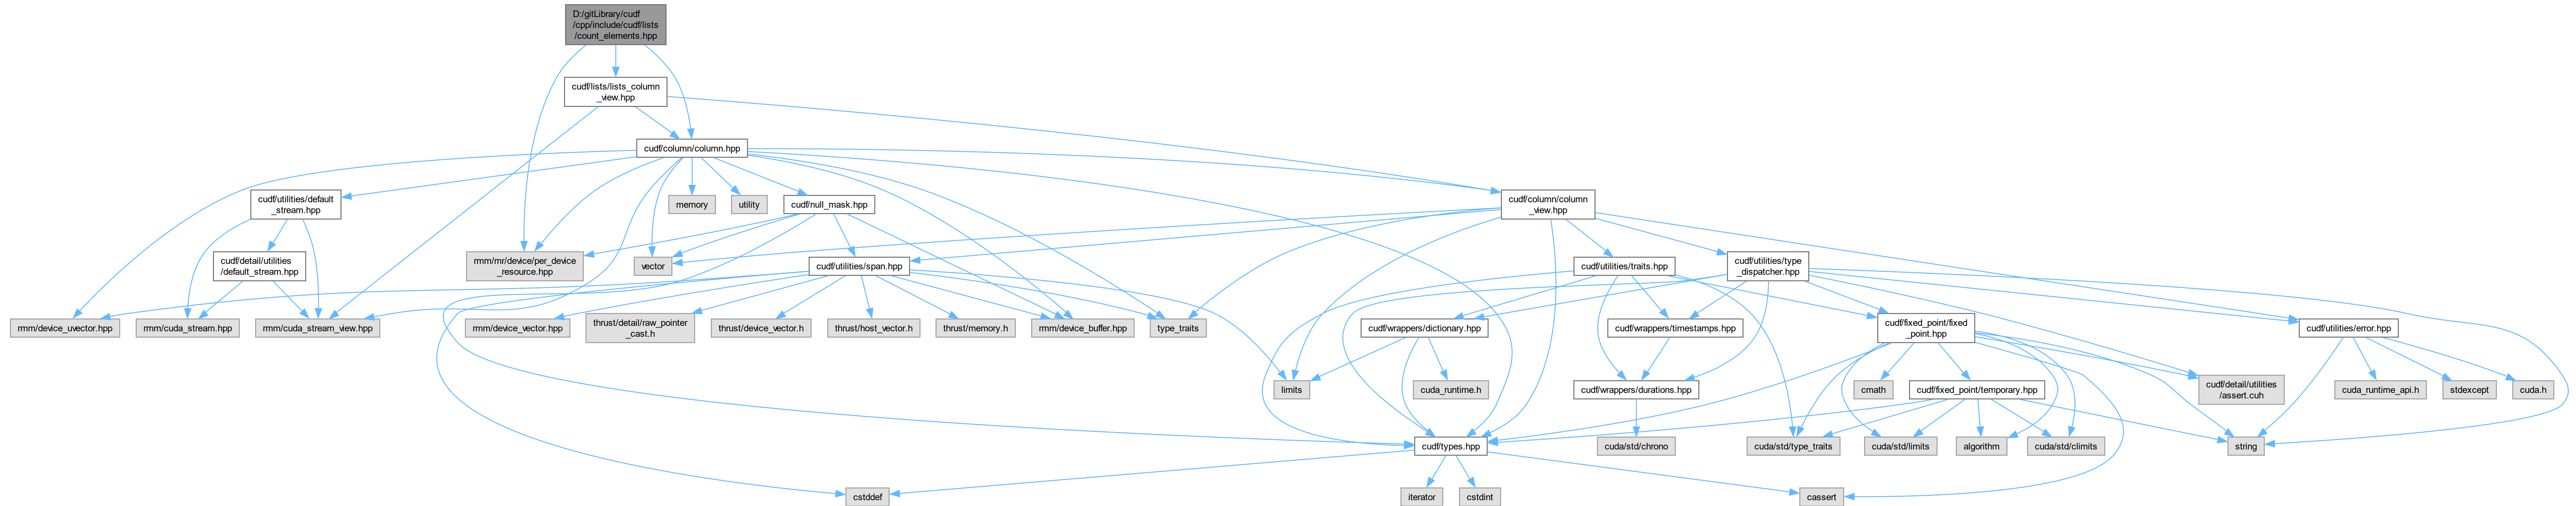 D:/gitLibrary/cudf
/cpp/include/cudf/lists
/count_elements.hpp
cudf/lists/lists_column
_view.hpp
cudf/column/column.hpp
cudf/utilities/default
_stream.hpp
memory
utility
cudf/null_mask.hpp
cudf/column/column
_view.hpp
cudf/detail/utilities
/default_stream.hpp
rmm/mr/device/per_device
_resource.hpp
vector
cudf/utilities/span.hpp
cudf/utilities/traits.hpp
cudf/utilities/type
_dispatcher.hpp
rmm/device_uvector.hpp
rmm/cuda_stream.hpp
rmm/cuda_stream_view.hpp
rmm/device_vector.hpp
thrust/detail/raw_pointer
_cast.h
thrust/device_vector.h
thrust/host_vector.h
thrust/memory.h
rmm/device_buffer.hpp
type_traits
cudf/wrappers/dictionary.hpp
cudf/wrappers/timestamps.hpp
cudf/fixed_point/fixed
_point.hpp
cudf/utilities/error.hpp
limits
cuda_runtime.h
cudf/wrappers/durations.hpp
cmath
cudf/fixed_point/temporary.hpp
cudf/detail/utilities
/assert.cuh
cuda_runtime_api.h
stdexcept
cuda.h
cudf/types.hpp
cuda/std/chrono
cuda/std/type_traits
cuda/std/limits
algorithm
cuda/std/climits
string
cstddef
iterator
cstdint
cassert